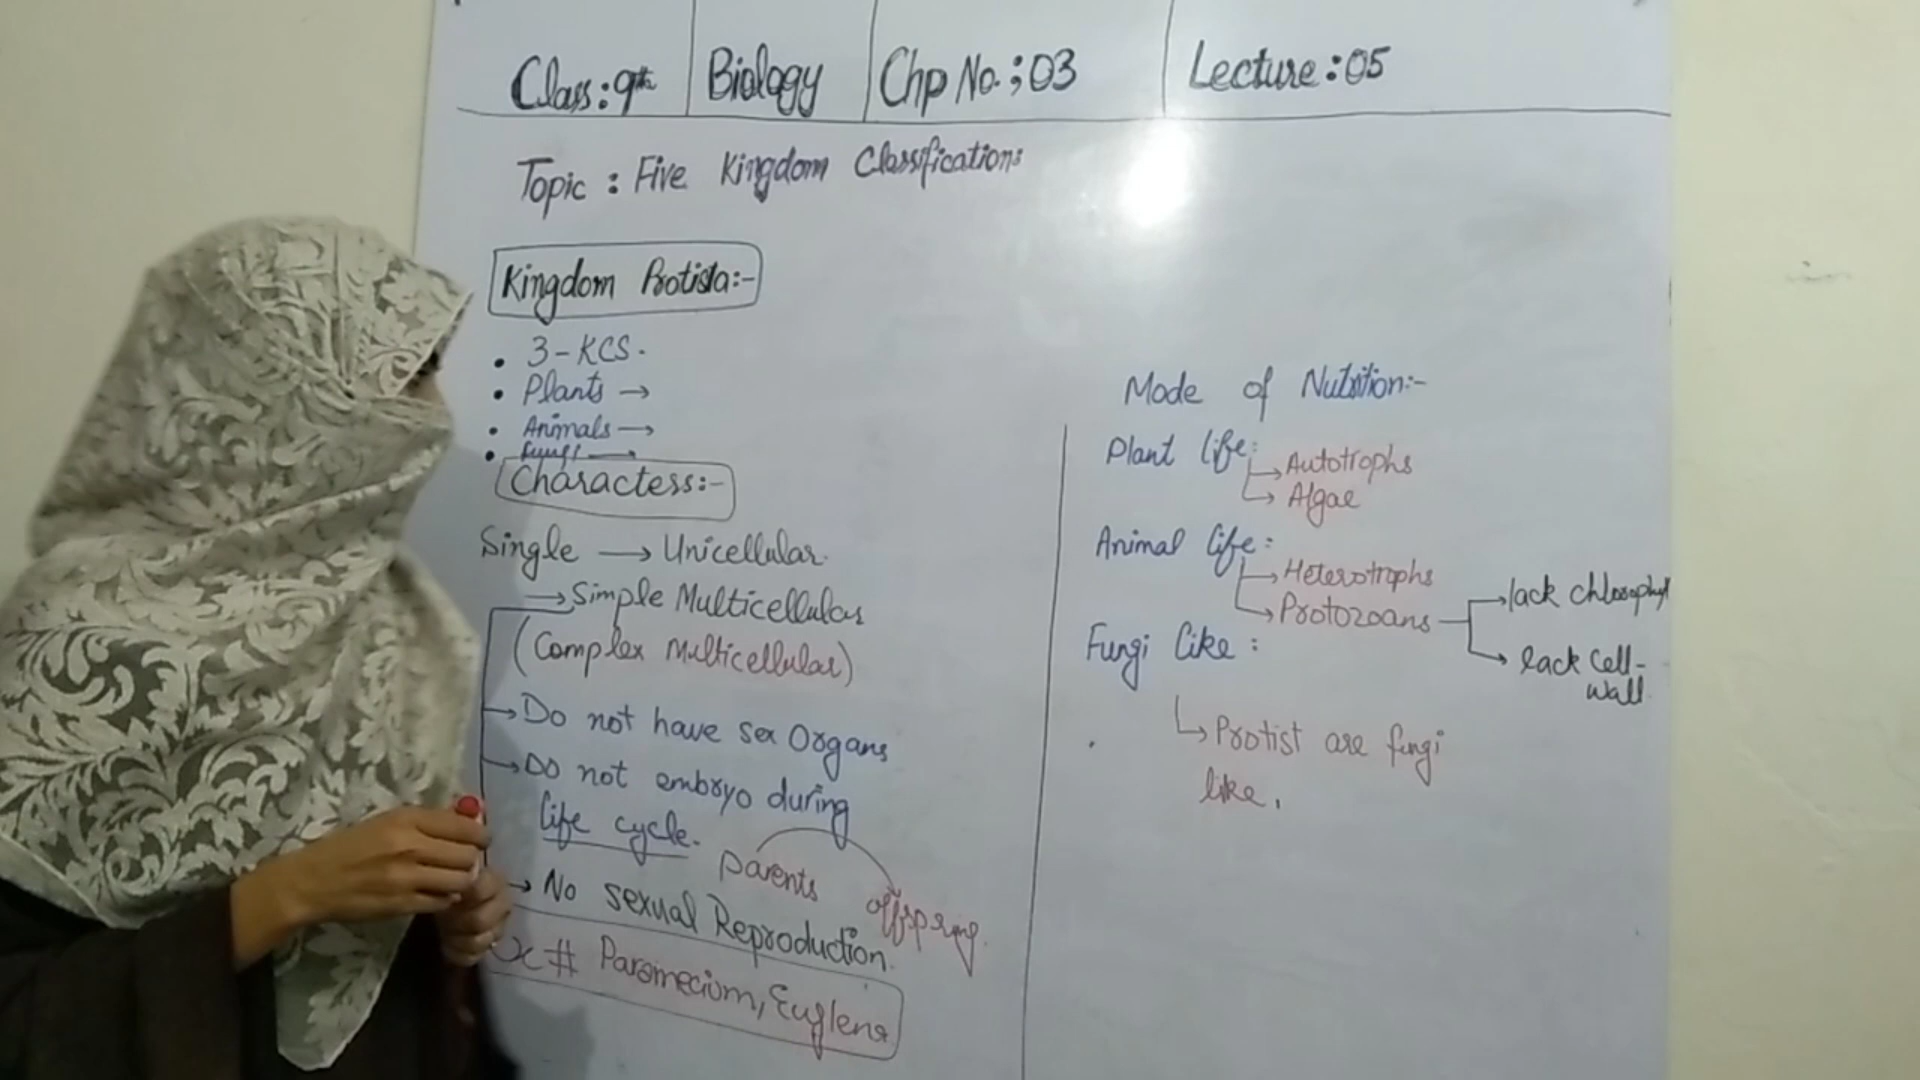 Class: 9th
Biology
Chp No.; 03
Lecture: 05
Topic : Five Kingdom Classification:
Kingdom Protista:-
• 3-KCS.
• Plants →
• Animals →
• Fungi →
Characters:-
Single → Unicellular.
→ Simple Multicellular
(Complex Multicellular)
→ Do not have sex Organs
→ Do not embryo during
life cycle.
parents offspring.
→ No sexual Reproduction.
# Paramecium, Euglena
Mode of Nutrition:-
Plant life:
→ Autotrophs
→ Algae
Animal life:
→ Heterotrophs
→ Protozoans
→ lack chlorophyl
→ lack Cell-
wall
Fungi like:
→ Protist are fungi
like.